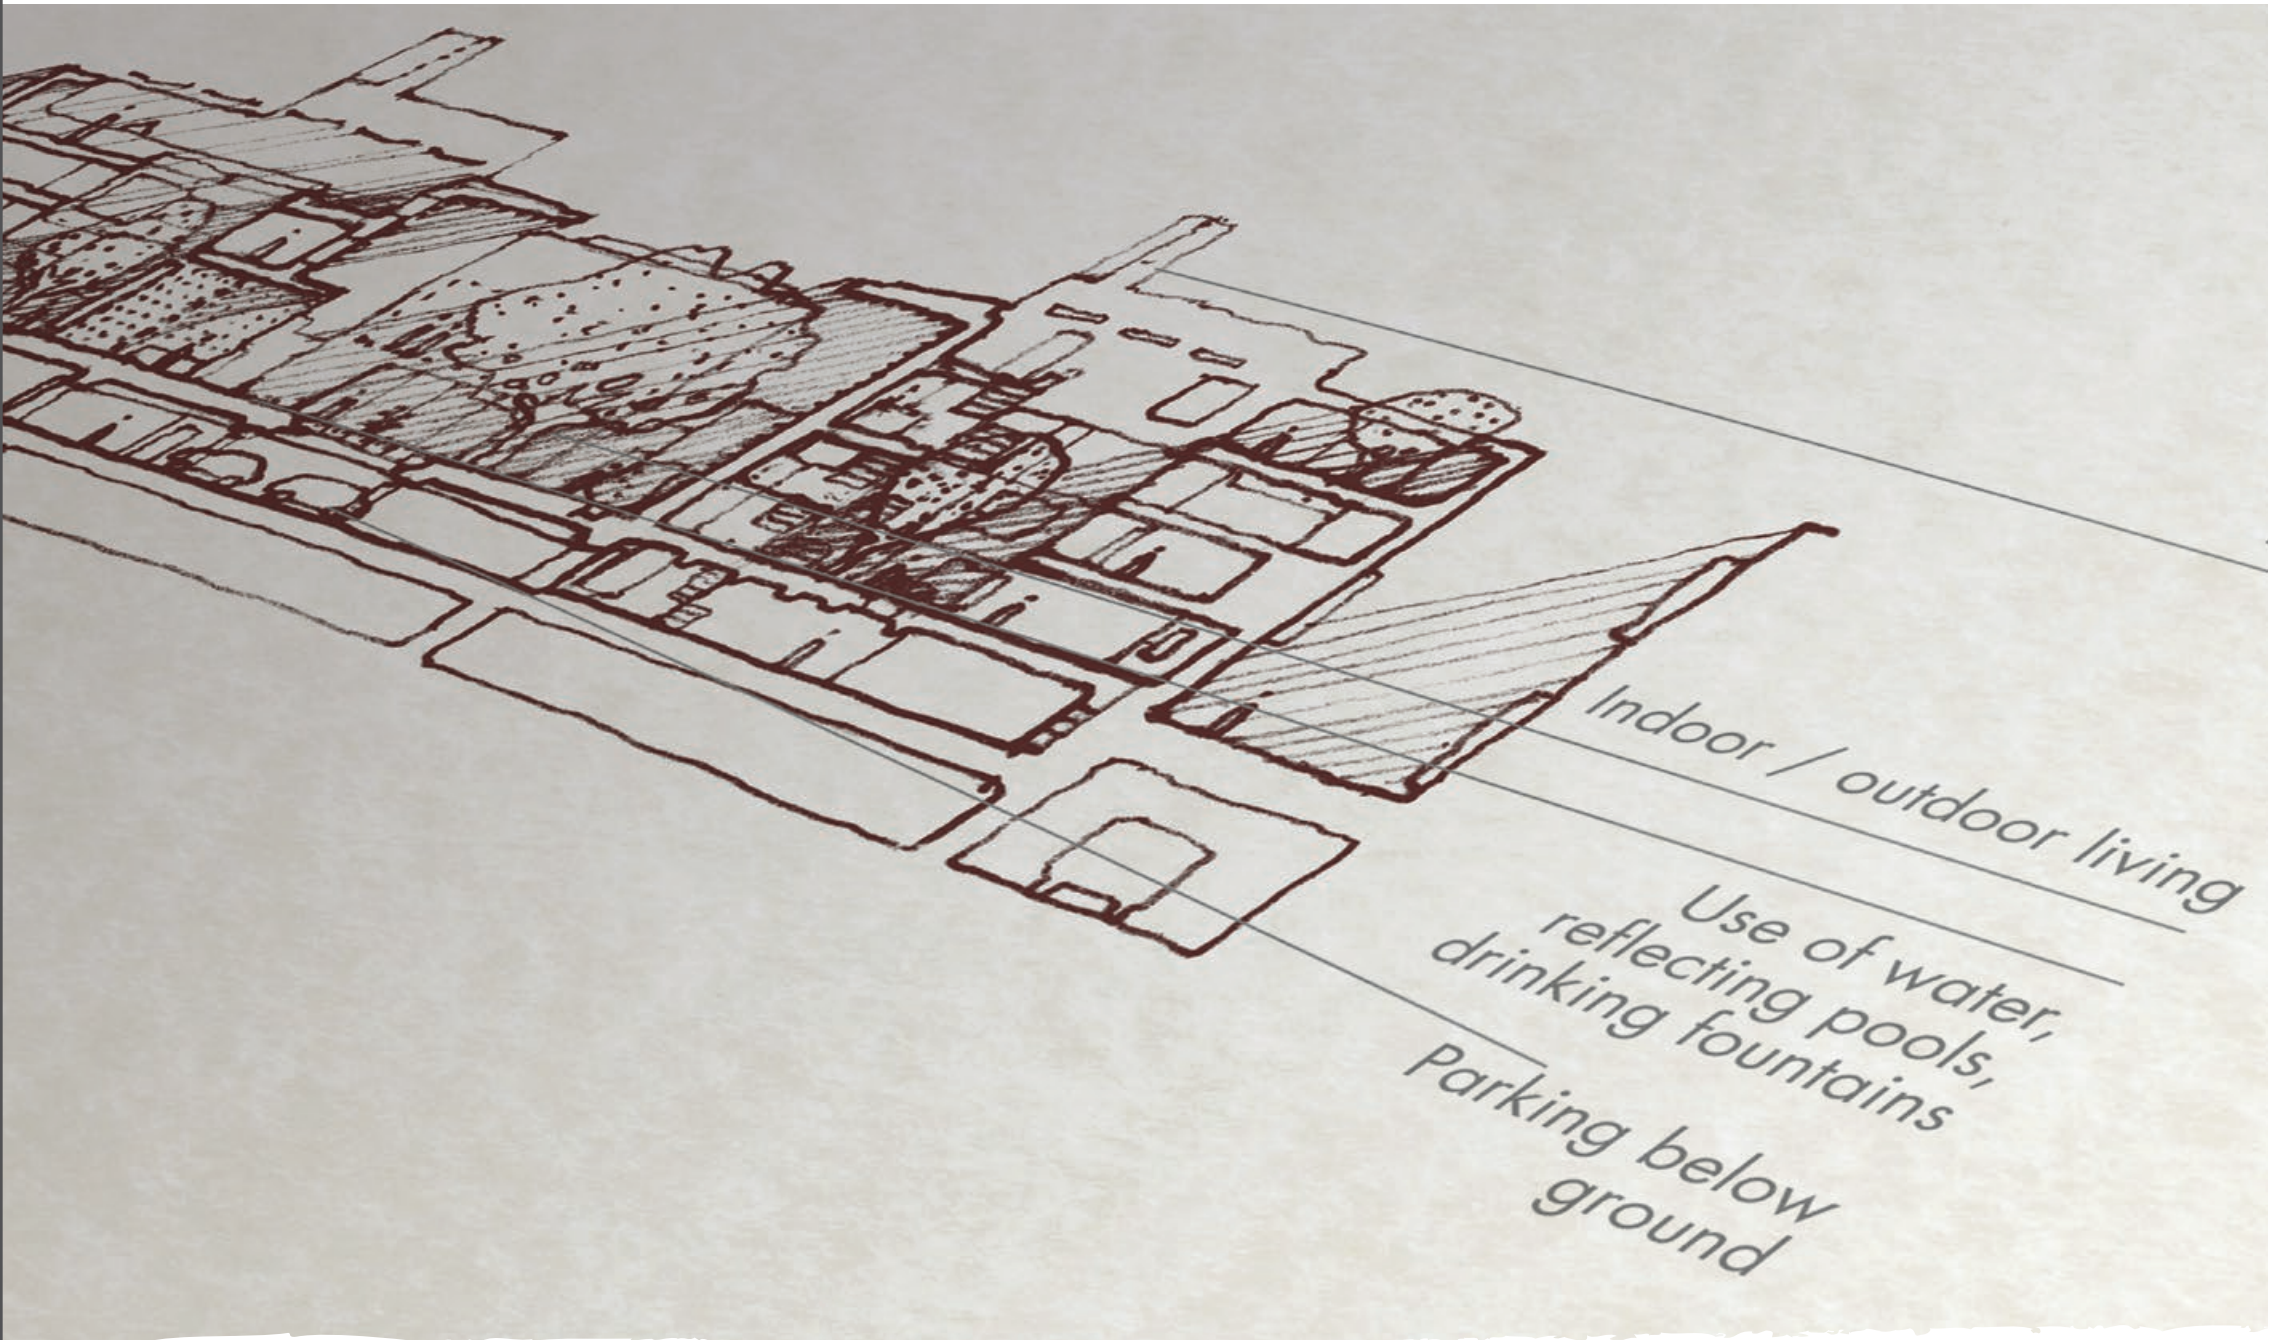 Indoor / outdoor living
Use of water,
reflecting pools,
drinking fountains
Parking below
ground